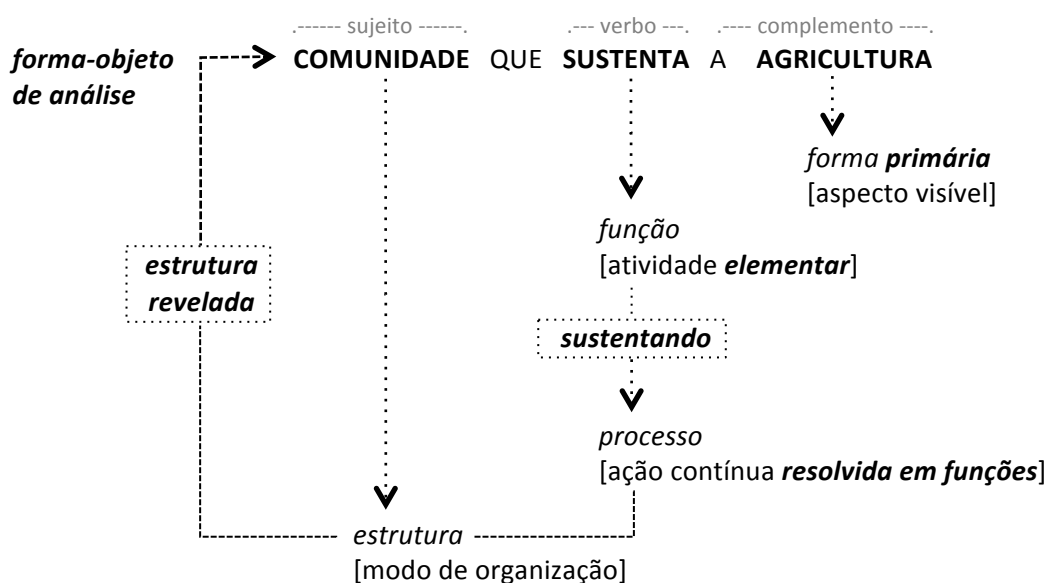 .------ sujeito ------. .--- verbo ---. .---- complemento ----.
forma-objeto
de análise
COMUNIDADE QUE SUSTENTA A AGRICULTURA
forma primária
[aspecto visível]
função
[atividade elementar]
estrutura
revelada
sustentando
processo
[ação contínua resolvida em funções]
estrutura
[modo de organização]